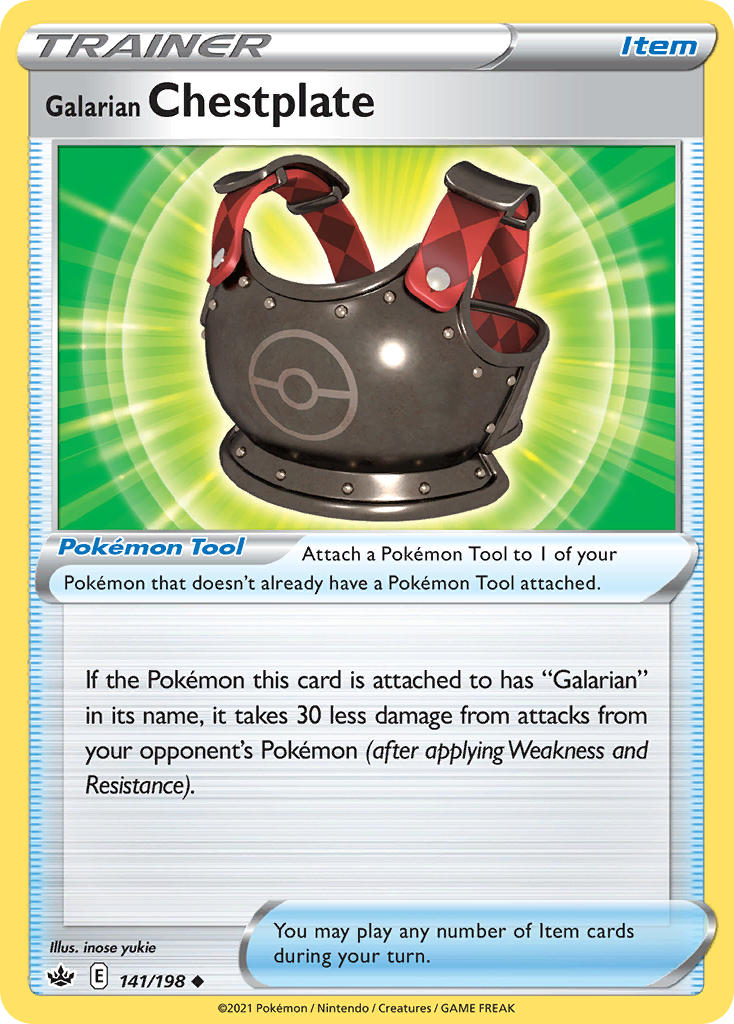 TRAINER Item
Galarian Chestplate
Pokémon Tool Attach a Pokémon Tool to 1 of your
Pokémon that doesn't already have a Pokémon Tool attached.
If the Pokémon this card is attached to has “Galarian”
in its name, it takes 30 less damage from attacks from
your opponent's Pokémon (after applying Weakness and
Resistance).
You may play any number of Item cards
during your turn.
Illus. inose yukie
E 141/198
©2021 Pokémon / Nintendo / Creatures / GAME FREAK